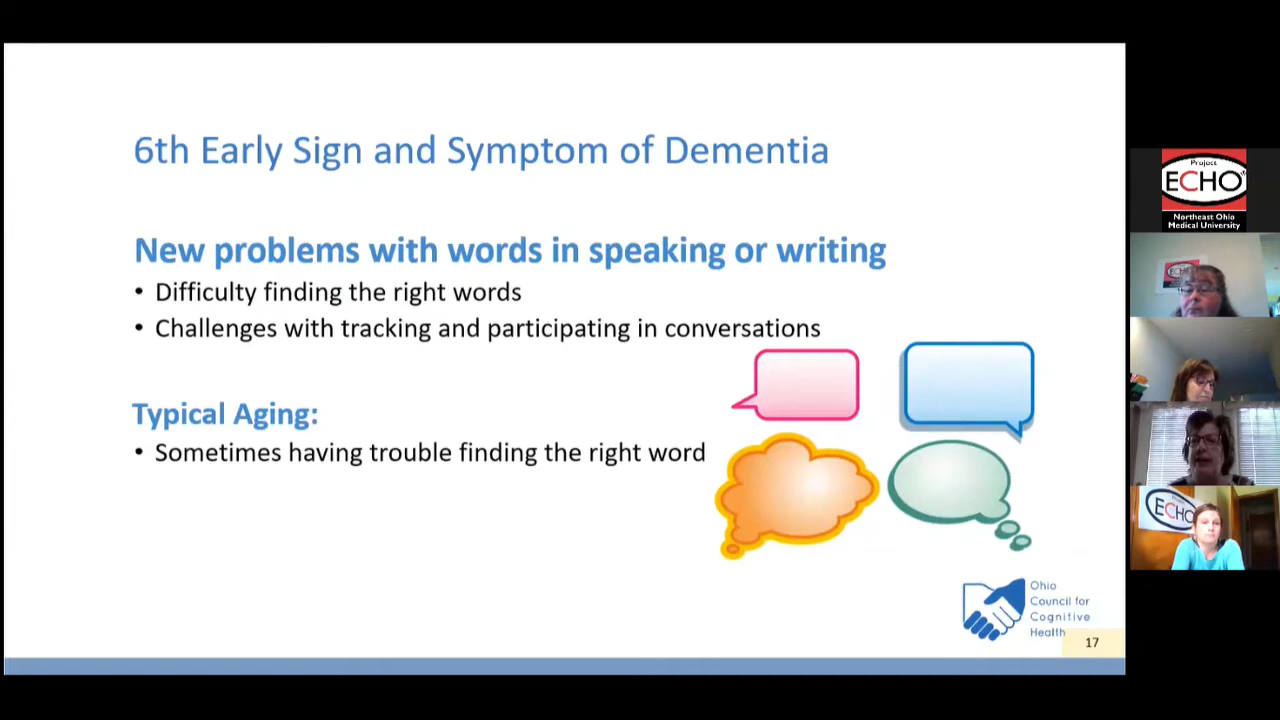 6th Early Sign and Symptom of Dementia
New problems with words in speaking or writing
• Difficulty finding the right words
• Challenges with tracking and participating in conversations
Typical Aging:
• Sometimes having trouble finding the right word
Ohio
Council for
Cognitive
Health
17
Project
ECHO®
Northeast Ohio
Medical University
ECHO
ECHO